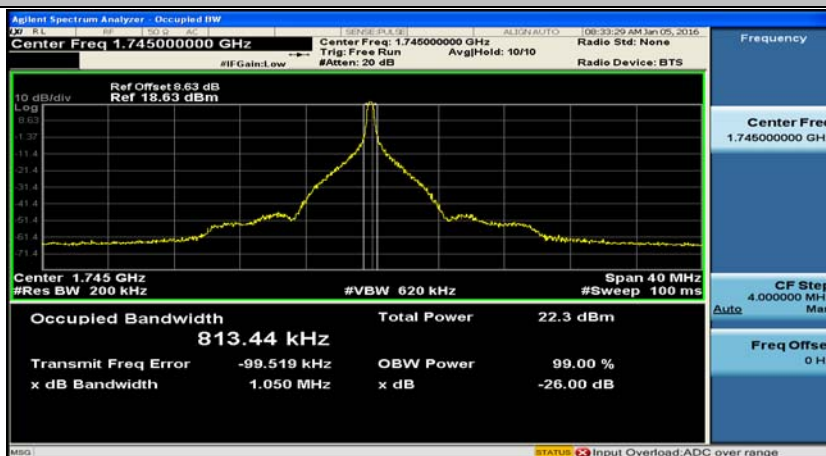 Agilent Spectrum Analyzer - Occupied BW
LXI RL RF 50 Ω AC SENSE:PULSE ALIGN AUTO 08:33:29 AM Jan 05, 2016
Center Freq 1.745000000 GHz
Center Freq: 1.745000000 GHz
Radio Std: None
Trig: Free Run Avg|Hold: 10/10
#IFGain:Low
#Atten: 20 dB
Radio Device: BTS
Ref Offset 8.63 dB
10 dB/div Ref 18.63 dBm
Log
8.63
-1.37
-11.4
-21.4
-31.4
-41.4
-51.4
-61.4
-71.4
Center 1.745 GHz
Span 40 MHz
#Res BW 200 kHz
#VBW 620 kHz
#Sweep 100 ms
Occupied Bandwidth
813.44 kHz
Total Power 22.3 dBm
Transmit Freq Error -99.519 kHz OBW Power 99.00 %
x dB Bandwidth 1.050 MHz x dB -26.00 dB
MSG
STATUS Input Overload;ADC over range
Frequency
Center Fre
1.745000000 GH
CF Step
4.000000 MH
Auto Ma
Freq Offse
0 H